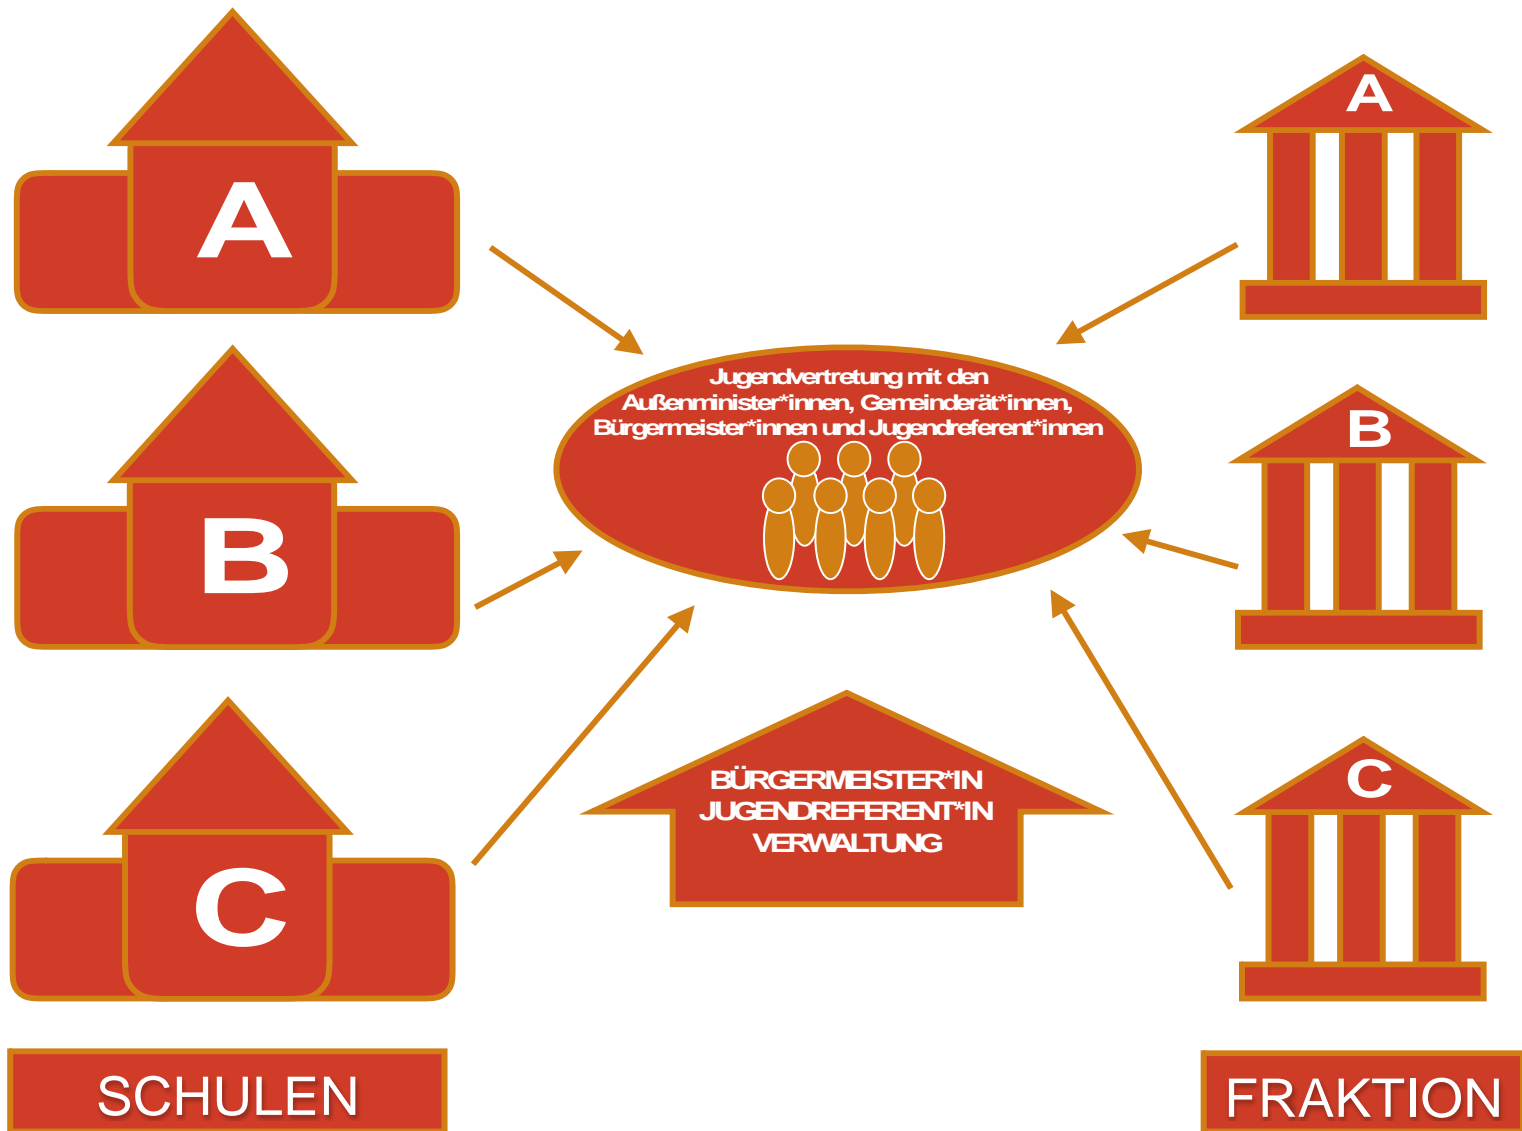 A
A
Jugendvertretung mit den
Außenminister*innen, Gemeinderät*innen,
Bürgermeister*innen und Jugendreferent*innen
B
B
BÜRGERMEISTER*IN
JUGENDREFERENT*IN
VERWALTUNG
C
C
SCHULEN
FRAKTION